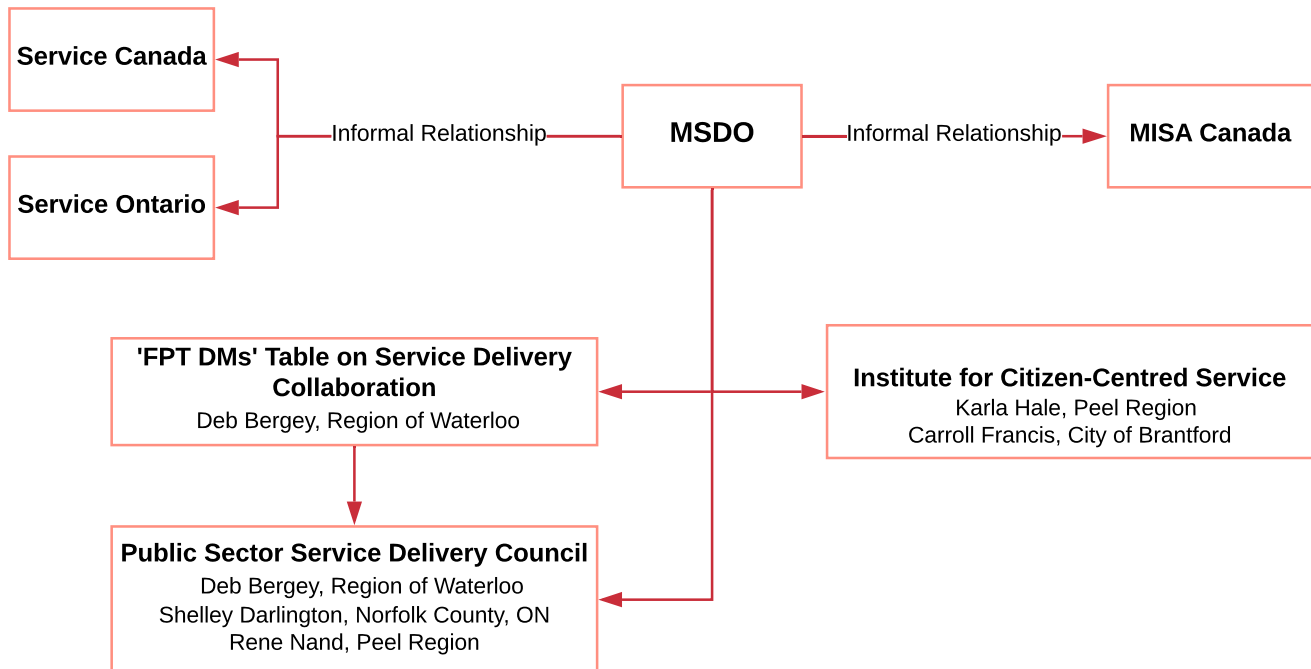 Service Canada
Informal Relationship
MSDO
Informal Relationship
MISA Canada
Service Ontario
'FPT DMs' Table on Service Delivery
Collaboration
Deb Bergey, Region of Waterloo
Institute for Citizen-Centred Service
Karla Hale, Peel Region
Carroll Francis, City of Brantford
Public Sector Service Delivery Council
Deb Bergey, Region of Waterloo
Shelley Darlington, Norfolk County, ON
Rene Nand, Peel Region